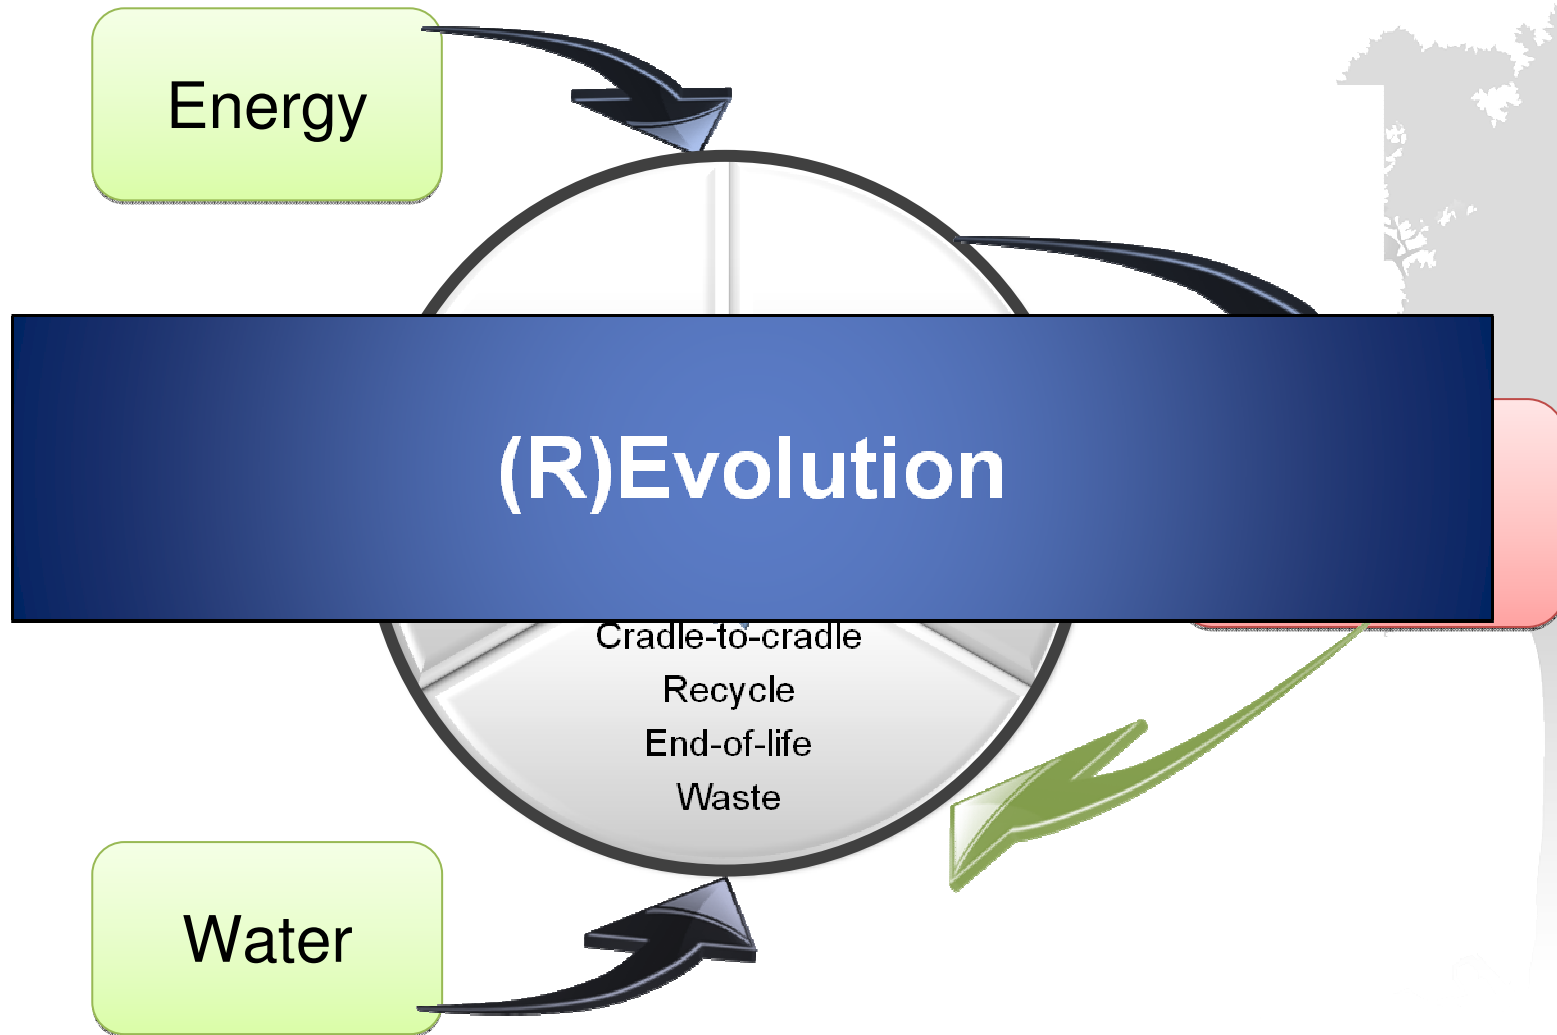 Energy
(R)Evolution
Cradle-to-cradle
Recycle
End-of-life
Waste
Water